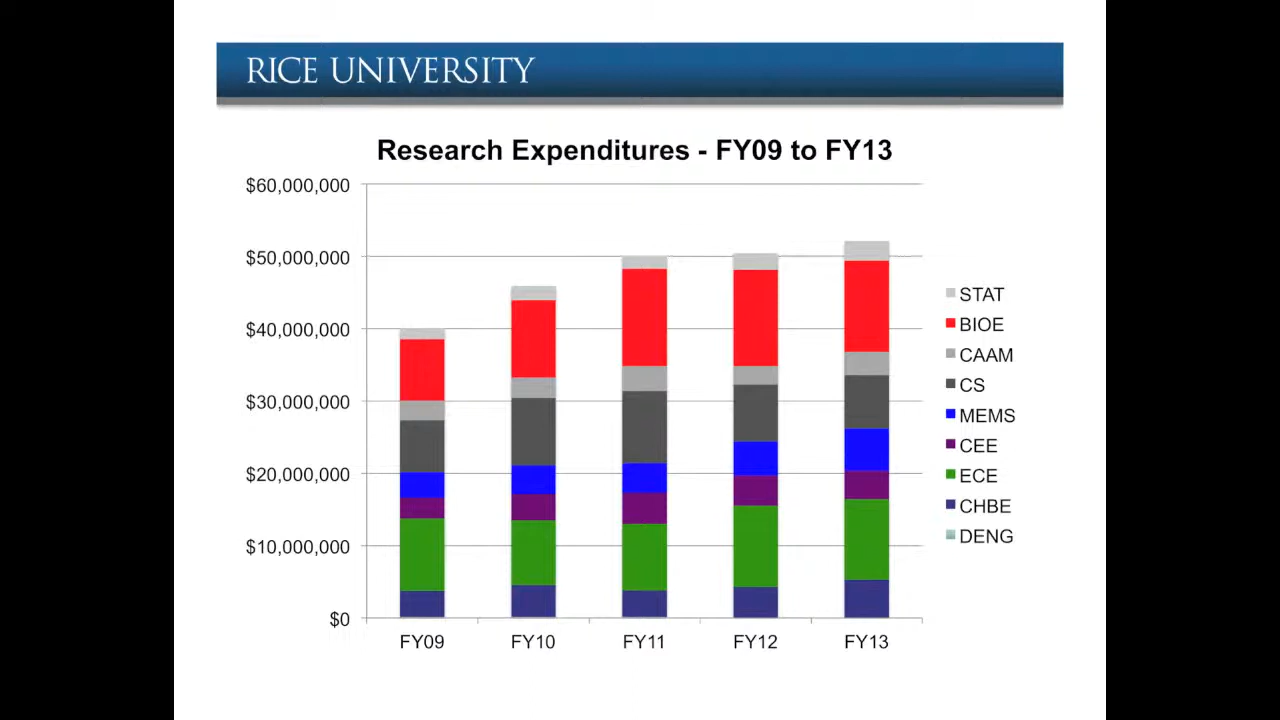 RICE UNIVERSITY
Research Expenditures - FY09 to FY13
$60,000,000
$50,000,000
$40,000,000
$30,000,000
$20,000,000
$10,000,000
$0
FY09 FY10 FY11 FY12 FY13
STAT
BIOE
CAAM
CS
MEMS
CEE
ECE
CHBE
DENG